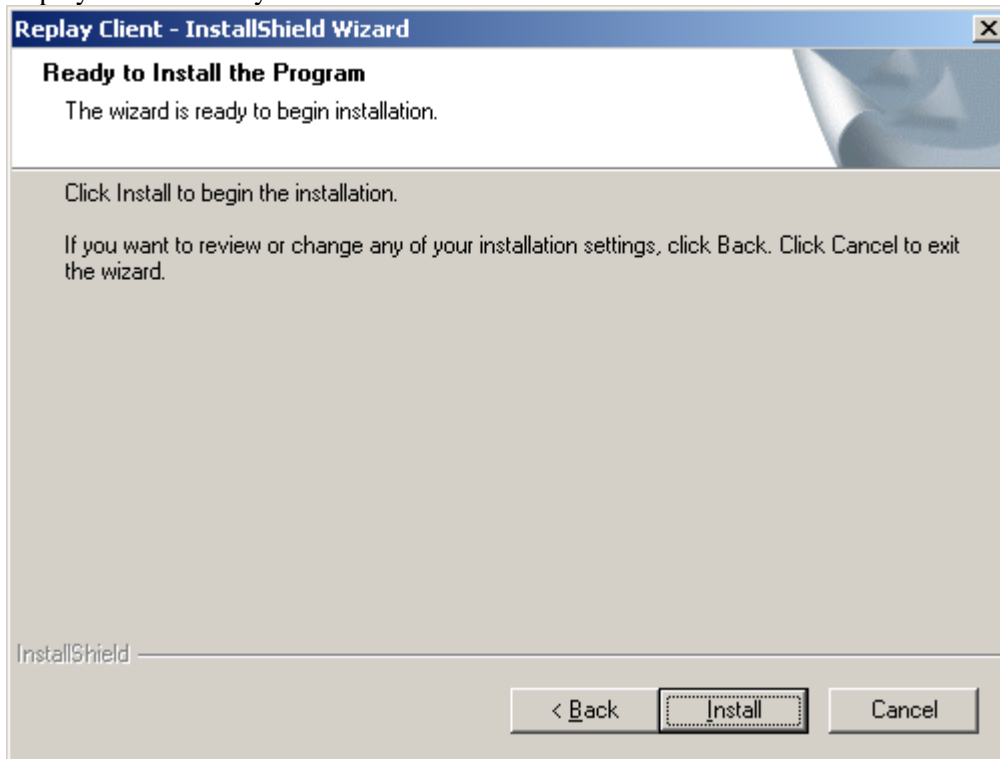 Replay Client - InstallShield Wizard
Ready to Install the Program
The wizard is ready to begin installation.
Click Install to begin the installation.
If you want to review or change any of your installation settings, click Back. Click Cancel to exit
the wizard.
InstallShield
< Back Install Cancel